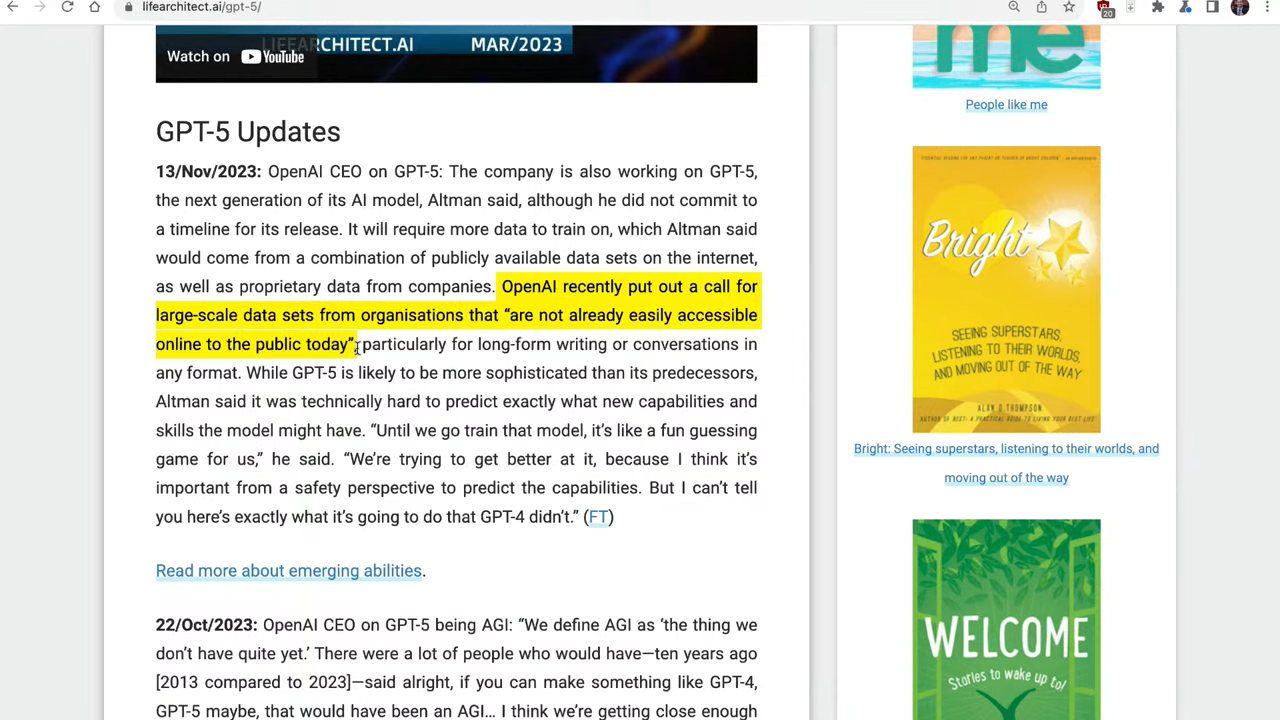 lifearchitect.ai/gpt-5/
20
LIFEARCHITECT.AI MAR/2023
Watch on YouTube
GPT-5 Updates
13/Nov/2023: OpenAI CEO on GPT-5: The company is also working on GPT-5,
the next generation of its AI model, Altman said, although he did not commit to
a timeline for its release. It will require more data to train on, which Altman said
would come from a combination of publicly available data sets on the internet,
as well as proprietary data from companies. OpenAI recently put out a call for
large-scale data sets from organisations that “are not already easily accessible
online to the public today”, particularly for long-form writing or conversations in
any format. While GPT-5 is likely to be more sophisticated than its predecessors,
Altman said it was technically hard to predict exactly what new capabilities and
skills the model might have. “Until we go train that model, it’s like a fun guessing
game for us,” he said. “We’re trying to get better at it, because I think it’s
important from a safety perspective to predict the capabilities. But I can’t tell
you here’s exactly what it’s going to do that GPT-4 didn’t.” (FT)
Read more about emerging abilities.
22/Oct/2023: OpenAI CEO on GPT-5 being AGI: “We define AGI as ‘the thing we
don’t have quite yet.’ There were a lot of people who would have—ten years ago
[2013 compared to 2023]—said alright, if you can make something like GPT-4,
GPT-5 maybe, that would have been an AGI… I think we’re getting close enough
me
People like me
Bright
SEEING SUPERSTARS,
LISTENING TO THEIR WORLDS,
AND MOVING OUT OF THE WAY
ALAN D. THOMPSON
Bright: Seeing superstars, listening to their worlds, and
moving out of the way
WELCOME
Stories to wake up to!